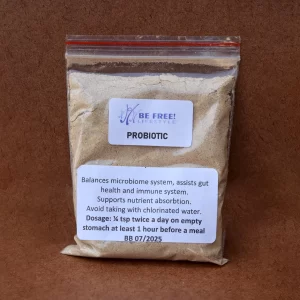 BE FREE!
LIFESTYLE
PROBIOTIC
Balances microbiome system, assists gut
health and immune system.
Supports nutrient absorbtion.
Avoid taking with chlorinated water.
Dosage: ¼ tsp twice a day on empty
stomach at least 1 hour before a meal
BB 07/2025